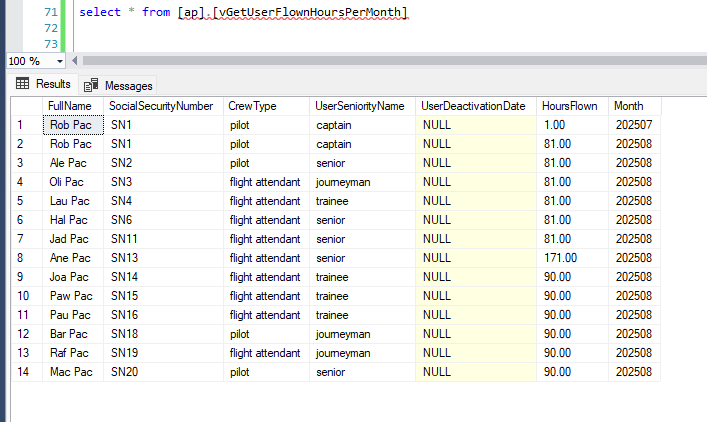 71 select * from [ap].[vGetUserFlownHoursPerMonth]
72
73
100 %
Results Messages
FullName SocialSecurityNumber CrewType UserSeniorityName UserDeactivationDate HoursFlown Month
1 Rob Pac SN1 pilot captain NULL 1.00 202507
2 Rob Pac SN1 pilot captain NULL 81.00 202508
3 Ale Pac SN2 pilot senior NULL 81.00 202508
4 Oli Pac SN3 flight attendant journeyman NULL 81.00 202508
5 Lau Pac SN4 flight attendant trainee NULL 81.00 202508
6 Hal Pac SN6 flight attendant senior NULL 81.00 202508
7 Jad Pac SN11 flight attendant senior NULL 81.00 202508
8 Ane Pac SN13 flight attendant senior NULL 171.00 202508
9 Joa Pac SN14 flight attendant trainee NULL 90.00 202508
10 Paw Pac SN15 flight attendant trainee NULL 90.00 202508
11 Pau Pac SN16 flight attendant trainee NULL 90.00 202508
12 Bar Pac SN18 pilot journeyman NULL 90.00 202508
13 Raf Pac SN19 flight attendant journeyman NULL 90.00 202508
14 Mac Pac SN20 pilot senior NULL 90.00 202508